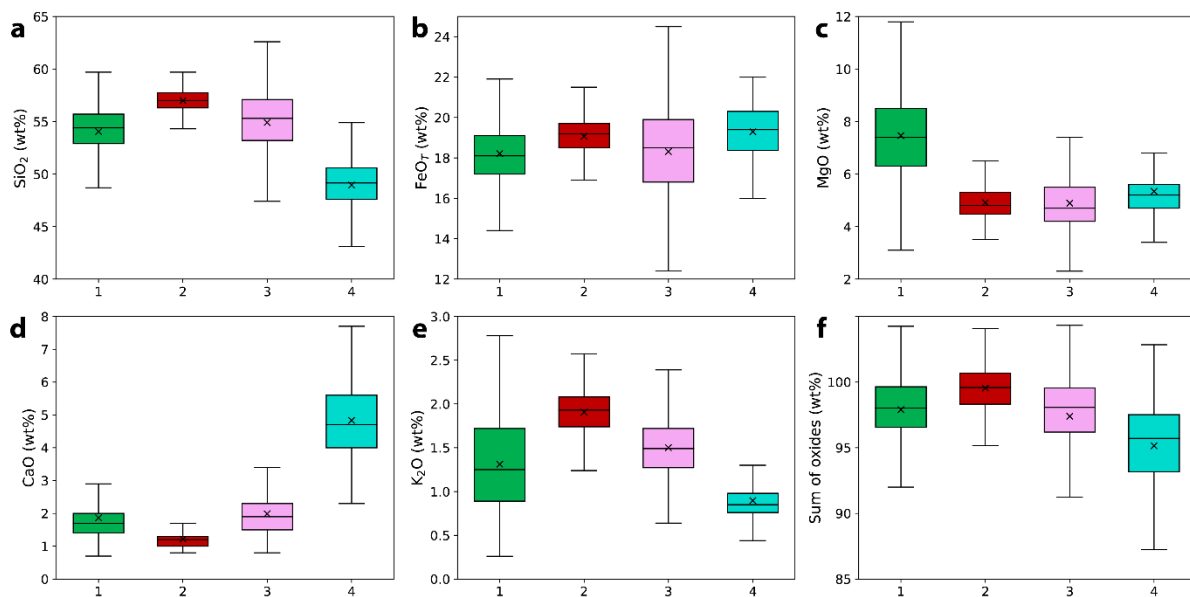 a
SiO₂ (wt%)
65
60
55
50
45
40
1 2 3 4
b
FeO_T (wt%)
24
22
20
18
16
14
12
1 2 3 4
c
MgO (wt%)
12
10
8
6
4
2
1 2 3 4
d
CaO (wt%)
8
7
6
5
4
3
2
1
0
1 2 3 4
e
K₂O (wt%)
3.0
2.5
2.0
1.5
1.0
0.5
0.0
1 2 3 4
f
Sum of oxides (wt%)
100
95
90
85
1 2 3 4